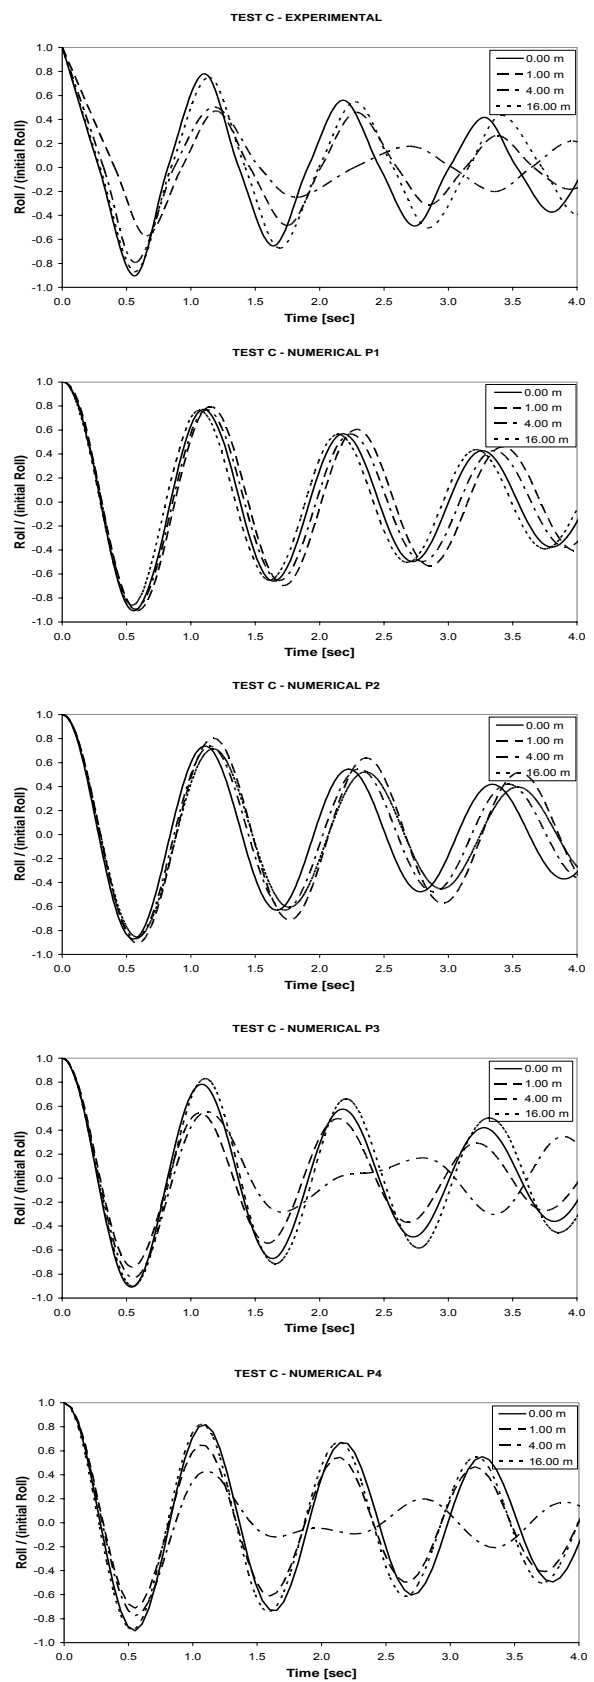 TEST C - EXPERIMENTAL
1.0
0.8
0.6
0.4
0.2
0.0
-0.2
-0.4
-0.6
-0.8
-1.0
Roll / (initial Roll)
0.00 m
1.00 m
4.00 m
16.00 m
0.0 0.5 1.0 1.5 2.0 2.5 3.0 3.5 4.0
Time [sec]
TEST C - NUMERICAL P1
1.0
0.8
0.6
0.4
0.2
0.0
-0.2
-0.4
-0.6
-0.8
-1.0
Roll / (initial Roll)
0.00 m
1.00 m
4.00 m
16.00 m
0.0 0.5 1.0 1.5 2.0 2.5 3.0 3.5 4.0
Time [sec]
TEST C - NUMERICAL P2
1.0
0.8
0.6
0.4
0.2
0.0
-0.2
-0.4
-0.6
-0.8
-1.0
Roll / (initial Roll)
0.00 m
1.00 m
4.00 m
16.00 m
0.0 0.5 1.0 1.5 2.0 2.5 3.0 3.5 4.0
Time [sec]
TEST C - NUMERICAL P3
1.0
0.8
0.6
0.4
0.2
0.0
-0.2
-0.4
-0.6
-0.8
-1.0
Roll / (initial Roll)
0.00 m
1.00 m
4.00 m
16.00 m
0.0 0.5 1.0 1.5 2.0 2.5 3.0 3.5 4.0
Time [sec]
TEST C - NUMERICAL P4
1.0
0.8
0.6
0.4
0.2
0.0
-0.2
-0.4
-0.6
-0.8
-1.0
Roll / (initial Roll)
0.00 m
1.00 m
4.00 m
16.00 m
0.0 0.5 1.0 1.5 2.0 2.5 3.0 3.5 4.0
Time [sec]